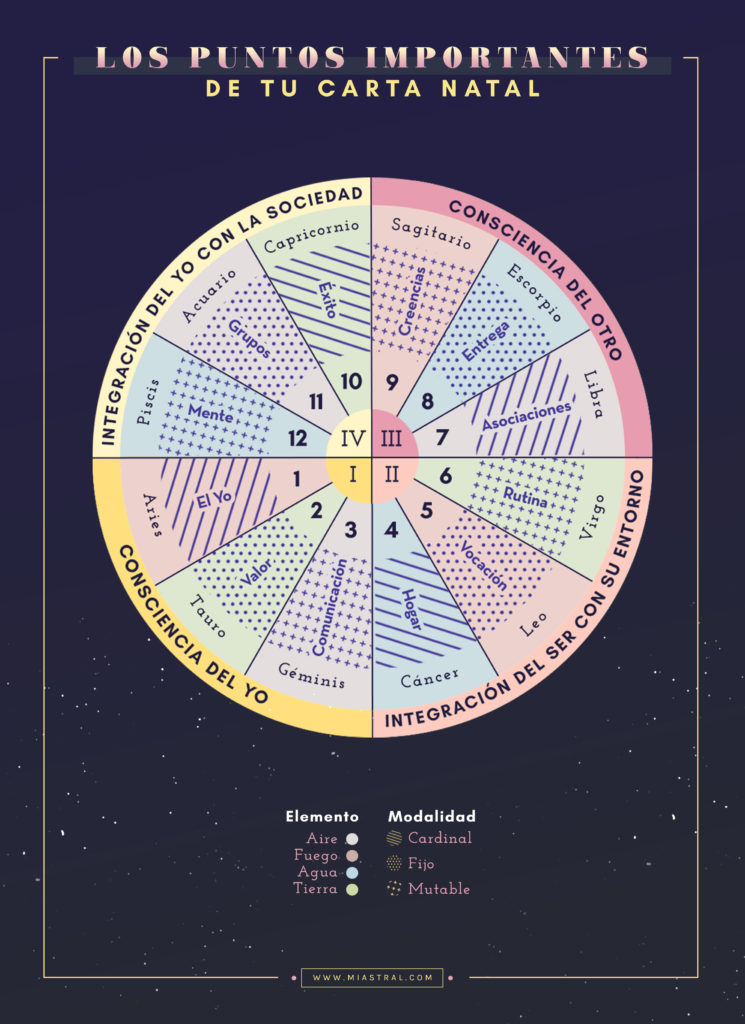 LOS PUNTOS IMPORTANTES
DE TU CARTA NATAL
INTEGRACIÓN DEL YO CON LA SOCIEDAD
CONSCIENCIA DEL OTRO
Capricornio
Éxito
10
Sagitario
Creencias
9
Acuario
Grupos
11
Escorpio
Entrega
8
Piscis
Mente
12
Libra
Asociaciones
7
IV
III
I
II
Aries
El Yo
1
Virgo
Rutina
6
Tauro
Valor
2
Leo
Vocación
5
Géminis
Comunicación
3
Cáncer
Hogar
4
CONSCIENCIA DEL YO
INTEGRACIÓN DEL SER CON SU ENTORNO
Elemento
Aire
Fuego
Agua
Tierra
Modalidad
Cardinal
Fijo
Mutable
WWW.MIASTRAL.COM